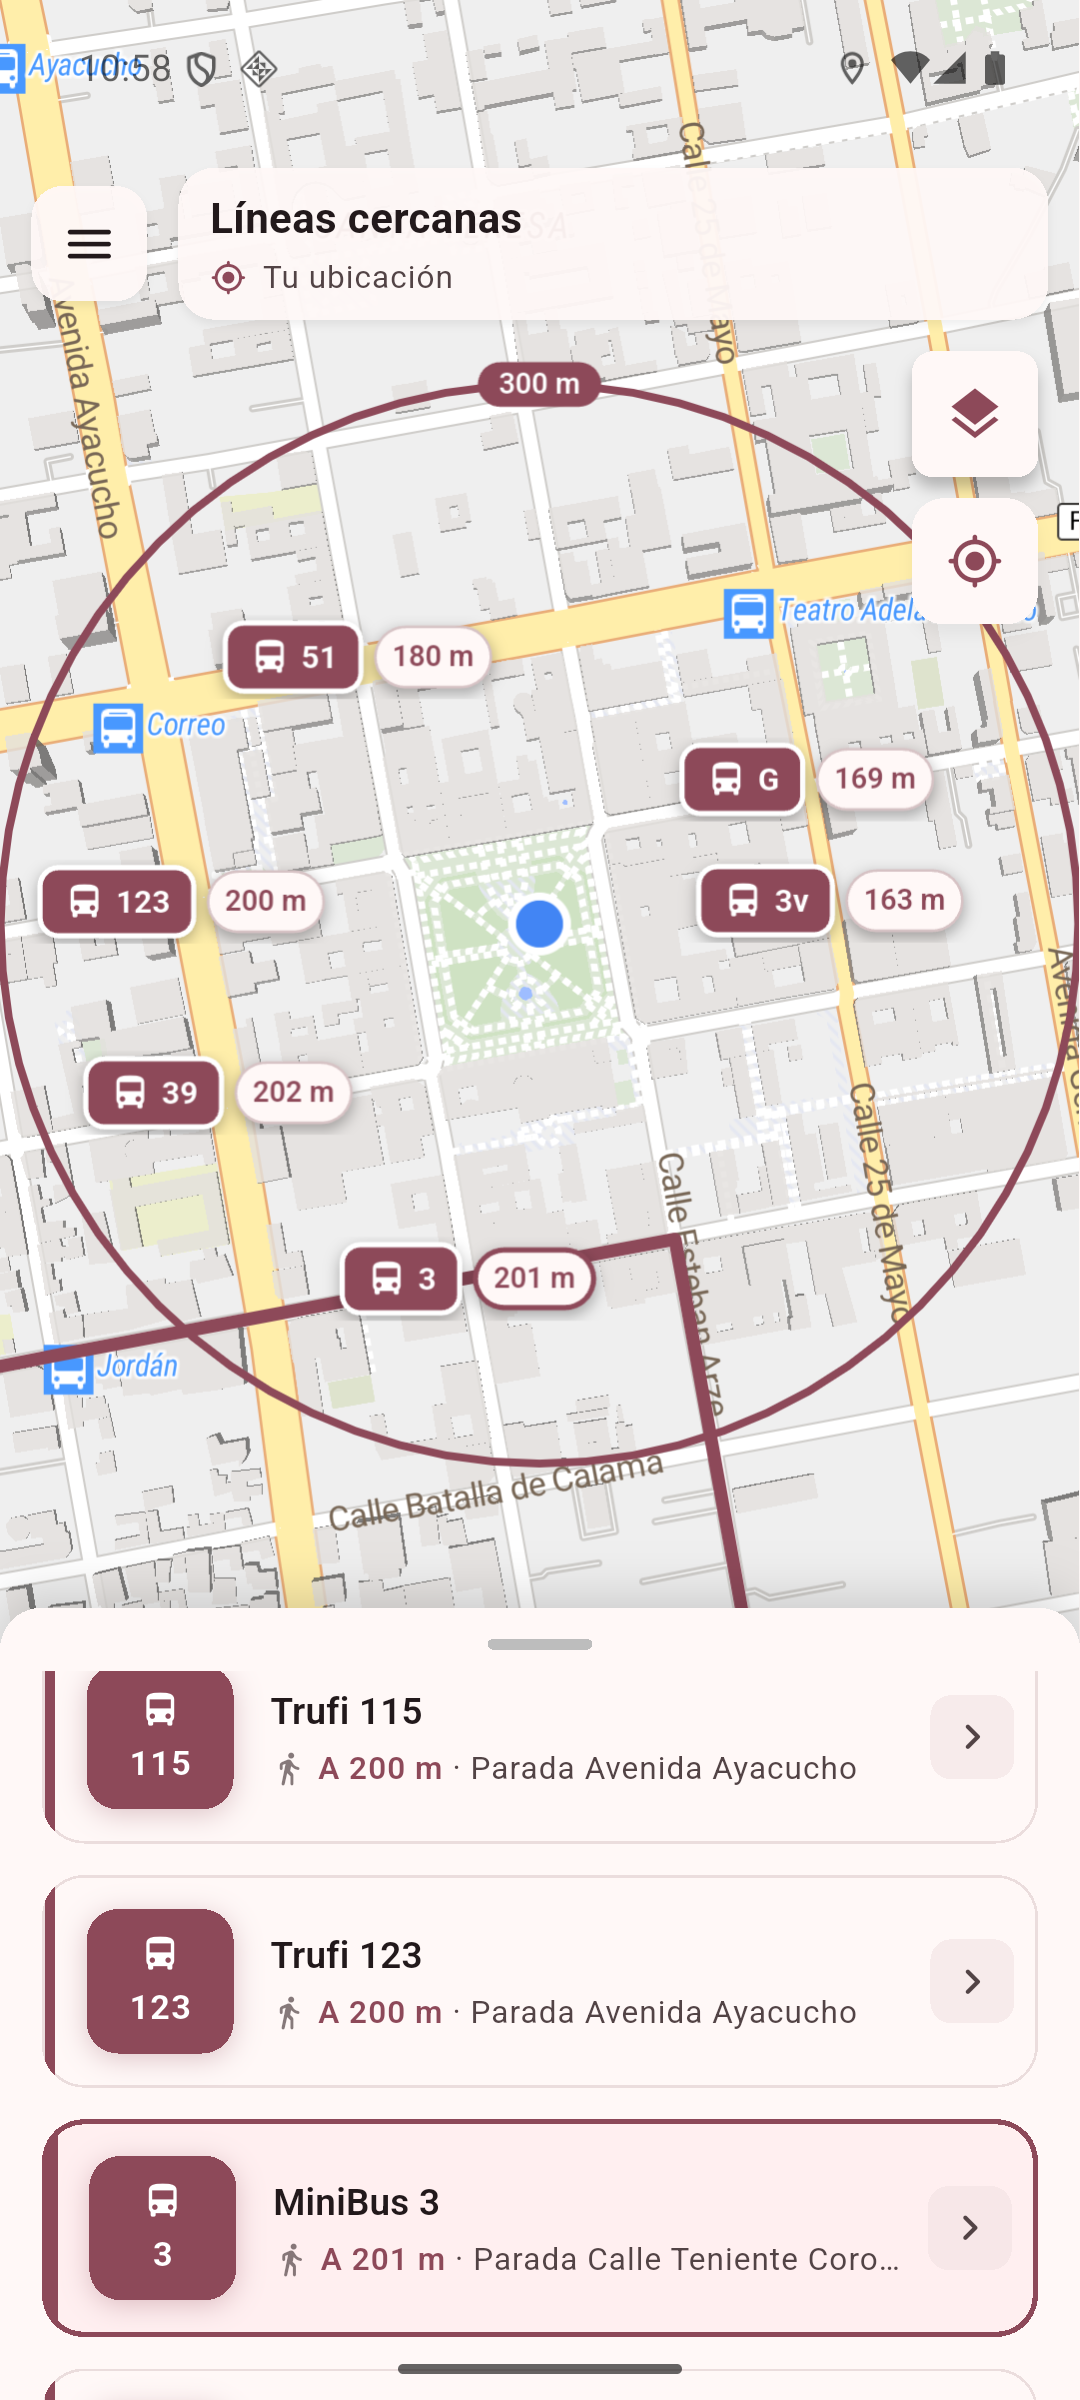 Ayacucho
10:58
Líneas cercanas
Tu ubicación
Calle 25 de Mayo
Avenida Ayacucho
300 m
F
Teatro Adela
51
180 m
Correo
G
169 m
123
200 m
3v
163 m
39
202 m
Calle 25 de Mayo
Calle Esteban Arze
3
201 m
Jordán
Calle Batalla de Calama
115
Trufi 115
A 200 m · Parada Avenida Ayacucho
123
Trufi 123
A 200 m · Parada Avenida Ayacucho
3
MiniBus 3
A 201 m · Parada Calle Teniente Coro…